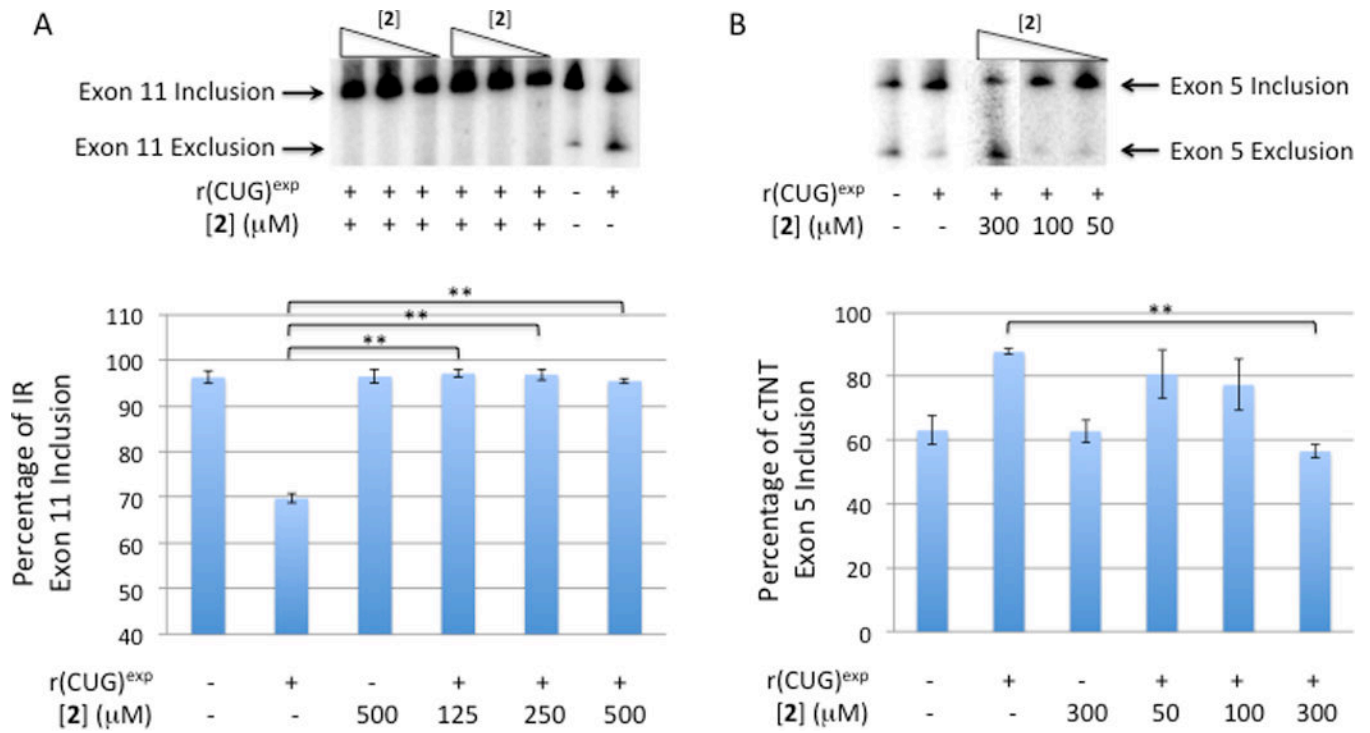 A
[2] [2]
Exon 11 Inclusion
Exon 11 Exclusion
r(CUG)exp + + + + + + - +
[2] (μM) + + + + + + - -
** 
**
**
110
100
90
80
70
60
50
40
Percentage of IR
Exon 11 Inclusion
r(CUG)exp - + - + + +
[2] (μM) - - 500 125 250 500
B
[2]
Exon 5 Inclusion
Exon 5 Exclusion
r(CUG)exp - + + + +
[2] (μM) - - 300 100 50
**
100
80
60
40
20
0
Percentage of cTNT
Exon 5 Inclusion
r(CUG)exp - + - + + +
[2] (μM) - - 300 50 100 300